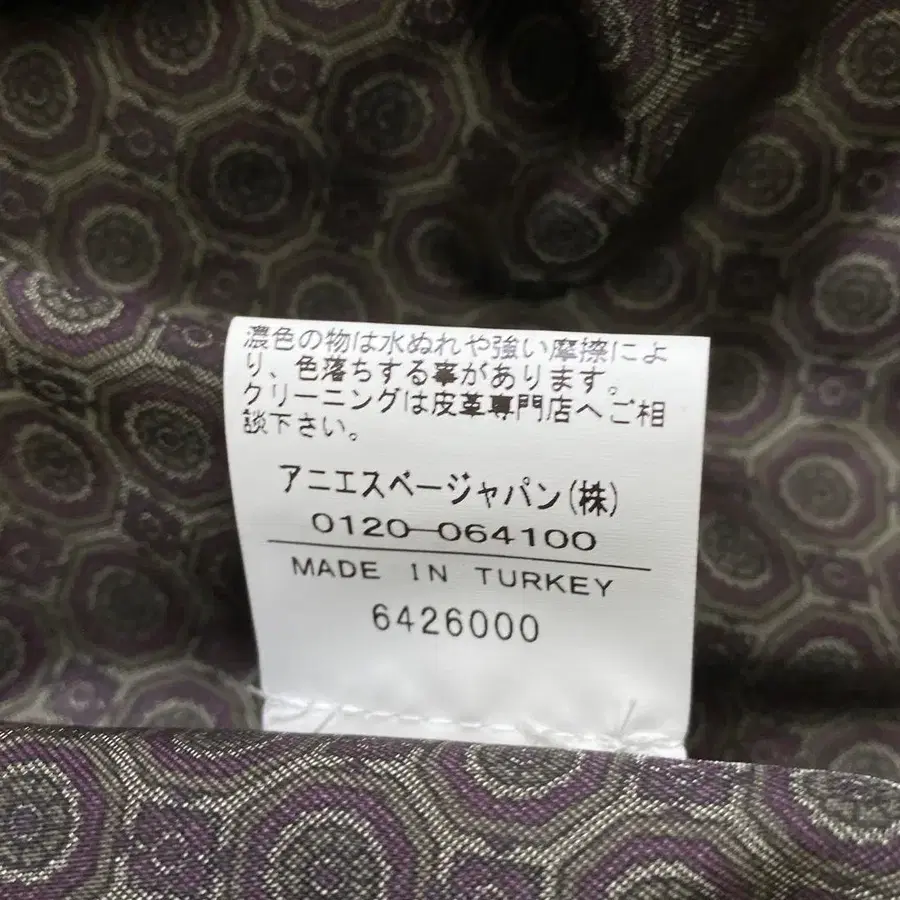 濃色の物は水ぬれや強い摩擦によ
り、色落ちする事があります。
クリーニングは皮革専門店へご相
談下さい。
アニエスベージャパン(株)
0120-064100
MADE IN TURKEY
6426000